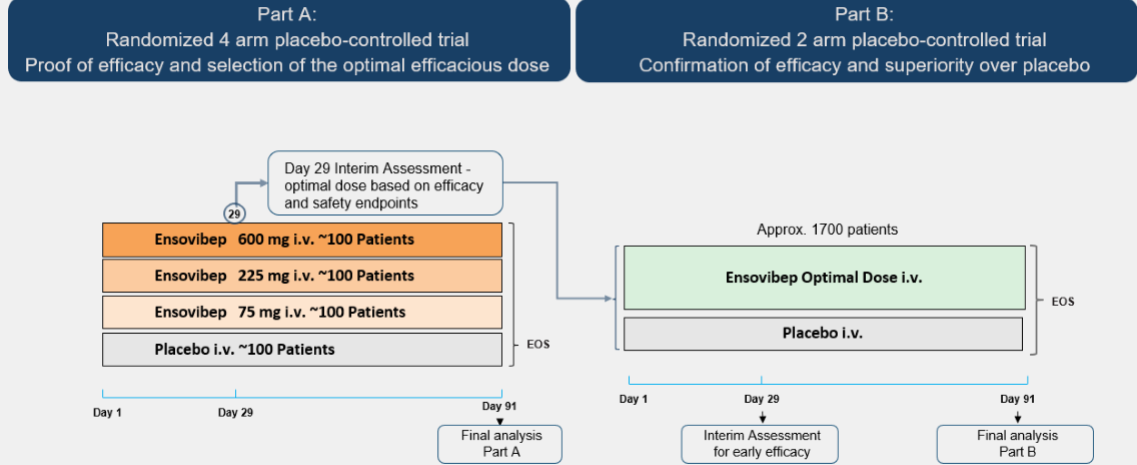 Part A:
Randomized 4 arm placebo-controlled trial
Proof of efficacy and selection of the optimal efficacious dose
Part B:
Randomized 2 arm placebo-controlled trial
Confirmation of efficacy and superiority over placebo
Day 29 Interim Assessment -
optimal dose based on efficacy
and safety endpoints
29
Ensovibep 600 mg i.v. ~100 Patients
Ensovibep 225 mg i.v. ~100 Patients
Ensovibep 75 mg i.v. ~100 Patients
Placebo i.v. ~100 Patients
EOS
Day 1
Day 29
Day 91
Final analysis
Part A
Approx. 1700 patients
Ensovibep Optimal Dose i.v.
Placebo i.v.
EOS
Day 1
Day 29
Day 91
Interim Assessment
for early efficacy
Final analysis
Part B